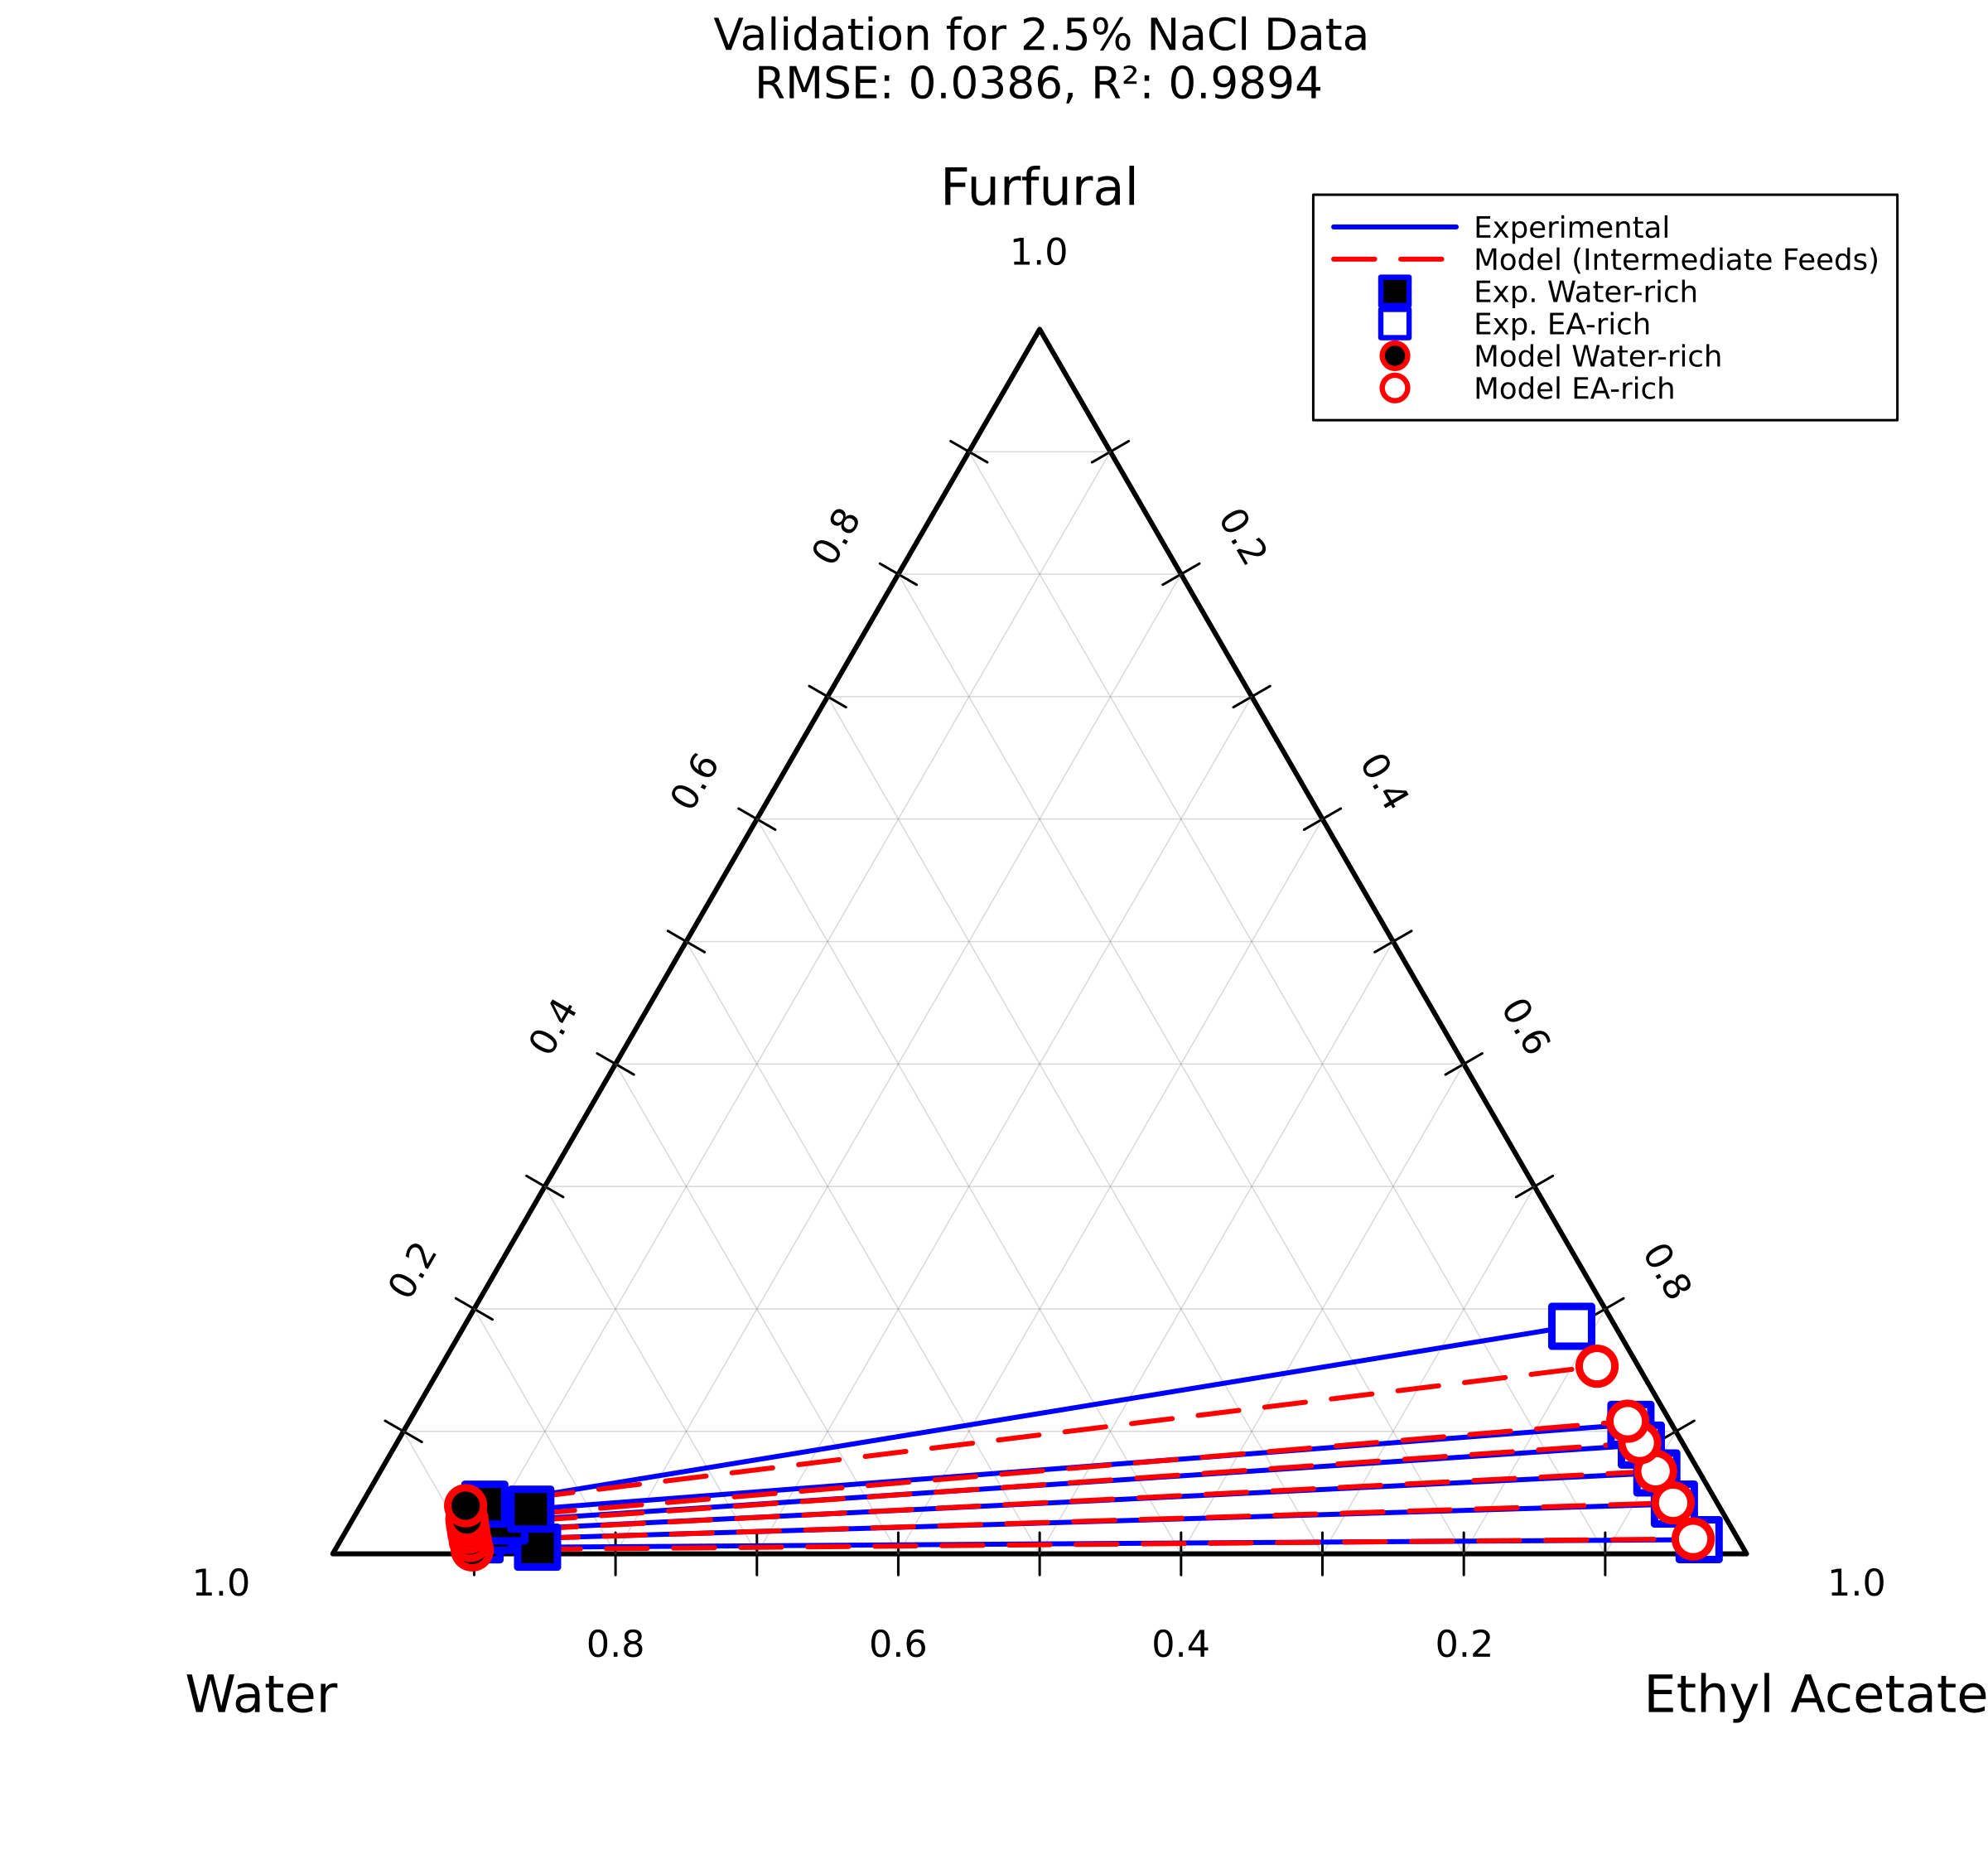 Validation for 2.5% NaCl Data
RMSE: 0.0386, R²: 0.9894
Furfural
1.0
Experimental
Model (Intermediate Feeds)
Exp. Water-rich
Exp. EA-rich
Model Water-rich
Model EA-rich
0.8
0.2
0.6
0.4
0.4
0.6
0.2
0.8
1.0
1.0
0.8
0.6
0.4
0.2
Water
Ethyl Acetate